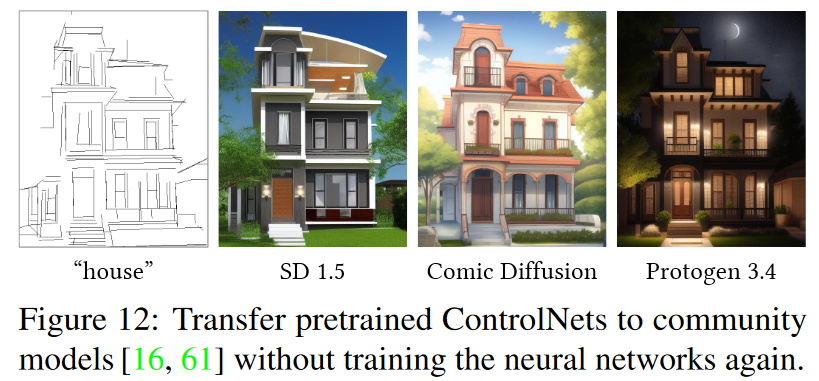 “house”
SD 1.5
Comic Diffusion
Protogen 3.4
Figure 12: Transfer pretrained ControlNets to community
models [16, 61] without training the neural networks again.